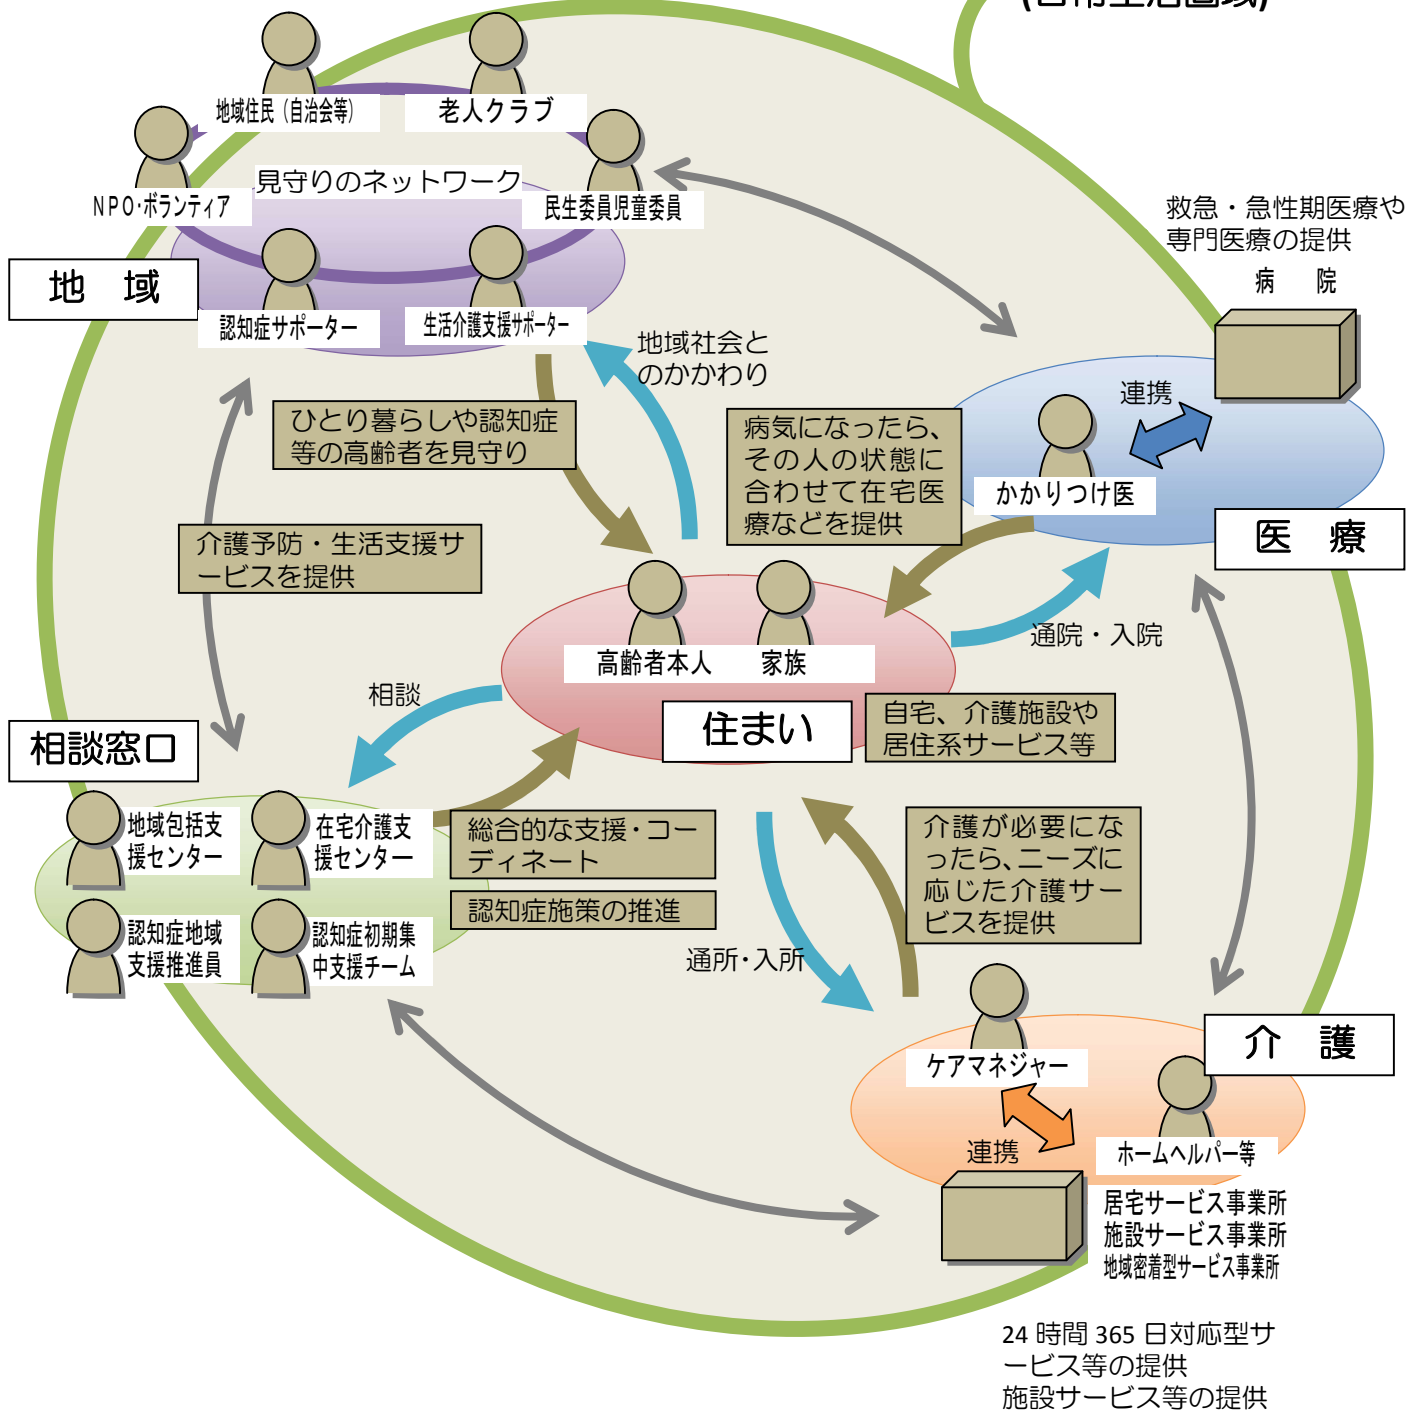 (日常生活圏域)
地域住民（自治会等）
老人クラブ
NPO･ボランティア
見守りのネットワーク
民生委員児童委員
地　域
認知症サポーター
生活介護支援サポーター
救急・急性期医療や
専門医療の提供
病　院
連携
かかりつけ医
医　療
地域社会と
のかかわり
ひとり暮らしや認知症
等の高齢者を見守り
病気になったら、
その人の状態に
合わせて在宅医
療などを提供
介護予防・生活支援サ
ービスを提供
高齢者本人　家族
通院・入院
相談
住まい
自宅、介護施設や
居住系サービス等
相談窓口
地域包括支
援センター
在宅介護支
援センター
認知症地域
支援推進員
認知症初期集
中支援チーム
総合的な支援・コー
ディネート
認知症施策の推進
介護が必要にな
ったら、ニーズに
応じた介護サー
ビスを提供
通所・入所
介　護
ケアマネジャー
連携
ホームヘルパー等
居宅サービス事業所
施設サービス事業所
地域密着型サービス事業所
24 時間 365 日対応型サ
ービス等の提供
施設サービス等の提供